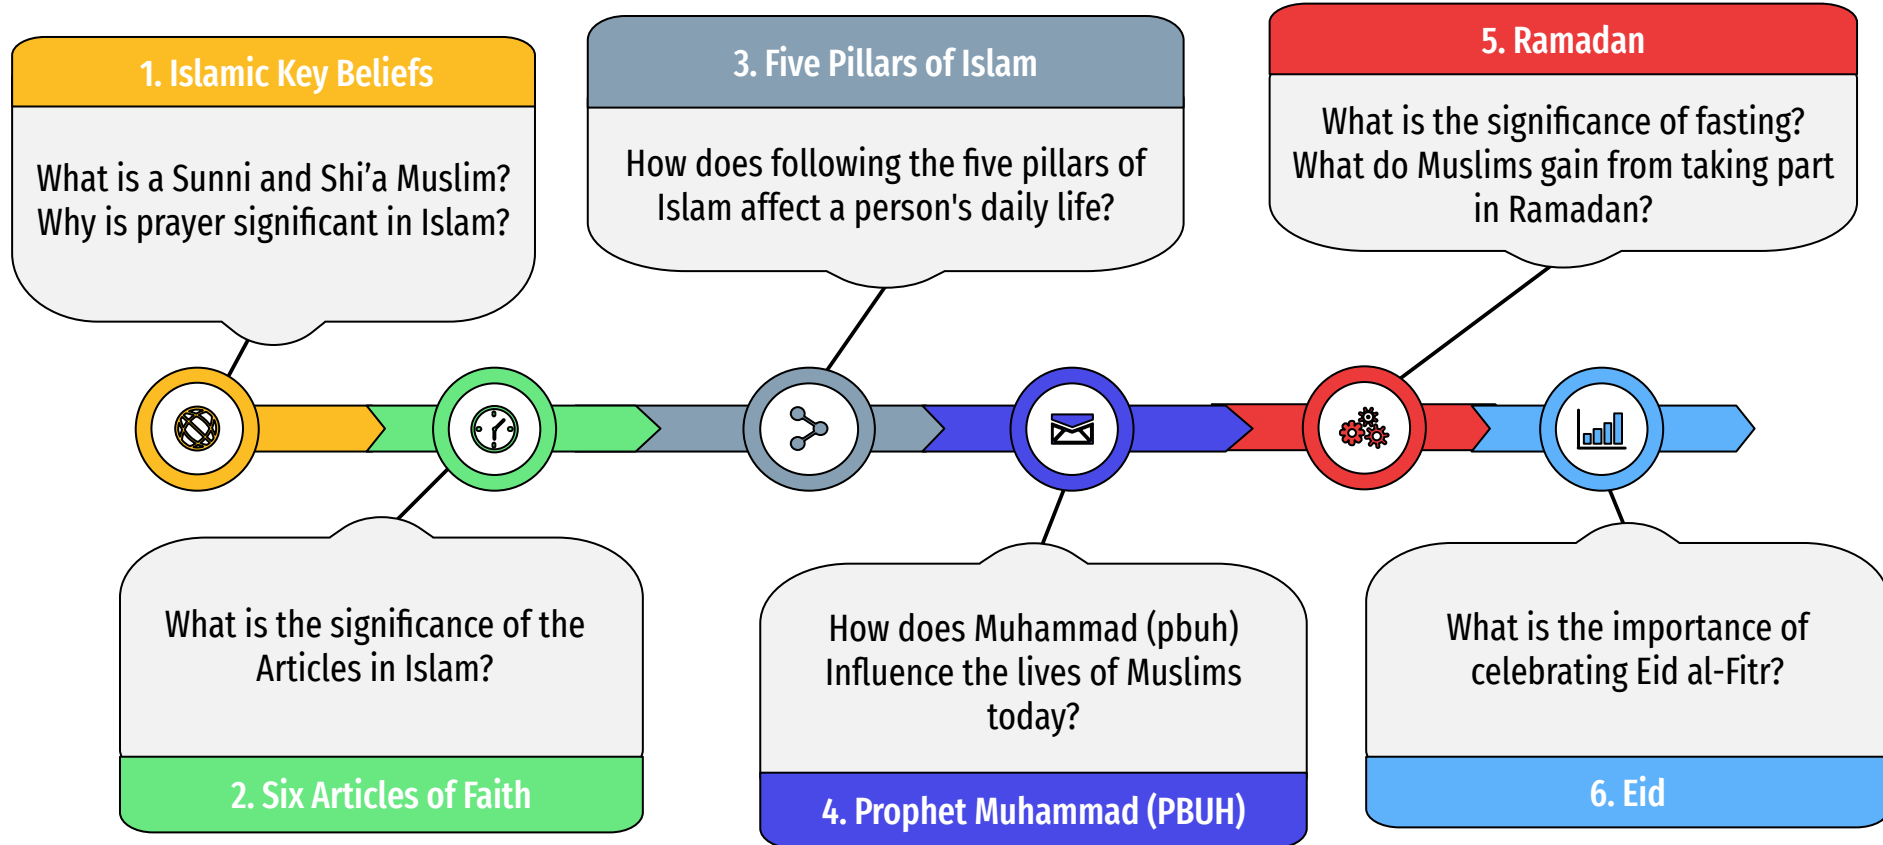 1. Islamic Key Beliefs
What is a Sunni and Shi’a Muslim?
Why is prayer significant in Islam?
2. Six Articles of Faith
What is the significance of the
Articles in Islam?
3. Five Pillars of Islam
How does following the five pillars of
Islam affect a person's daily life?
4. Prophet Muhammad (PBUH)
How does Muhammad (pbuh)
Influence the lives of Muslims
today?
5. Ramadan
What is the significance of fasting?
What do Muslims gain from taking part
in Ramadan?
6. Eid
What is the importance of
celebrating Eid al-Fitr?